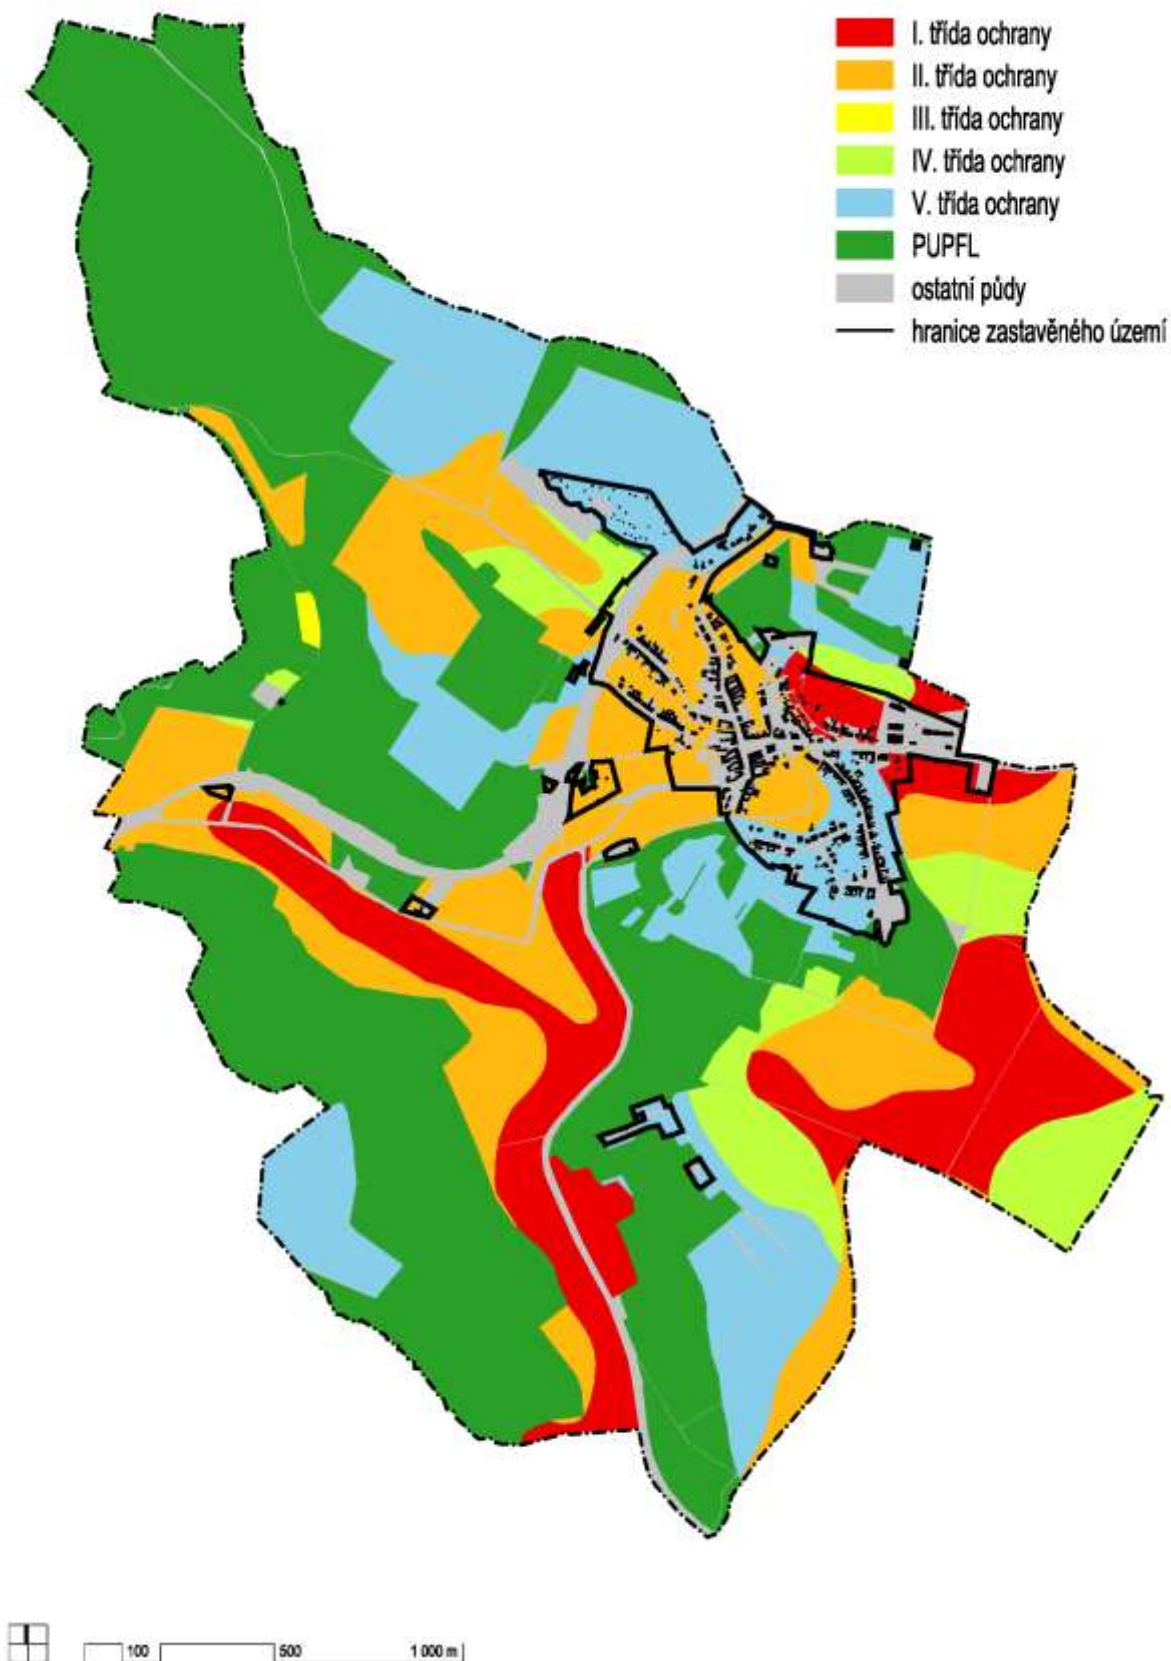 I. třída ochrany
II. třída ochrany
III. třída ochrany
IV. třída ochrany
V. třída ochrany
PUPFL
ostatní půdy
hranice zastavěného území
100 500 1 000 m